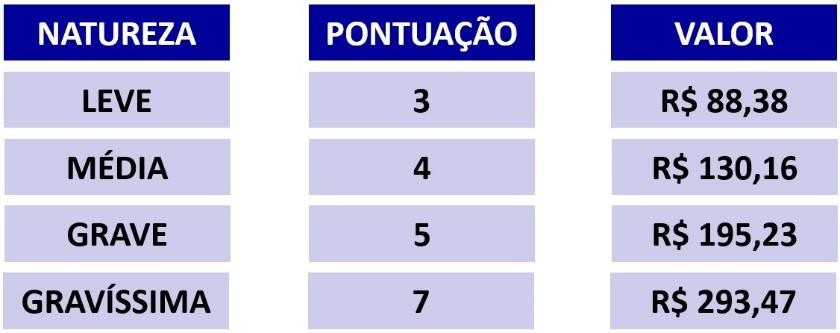 NATUREZA PONTUAÇÃO VALOR
LEVE 3 R$ 88,38
MÉDIA 4 R$ 130,16
GRAVE 5 R$ 195,23
GRAVÍSSIMA 7 R$ 293,47